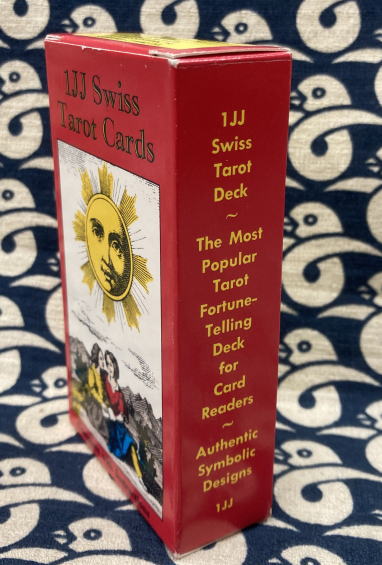 1JJ Swiss
Tarot Cards
1JJ
Swiss
Tarot
Deck
~
The Most
Popular
Tarot
Fortune-
Telling
Deck
for
Card
Readers
~
Authentic
Symbolic
Designs
1JJ